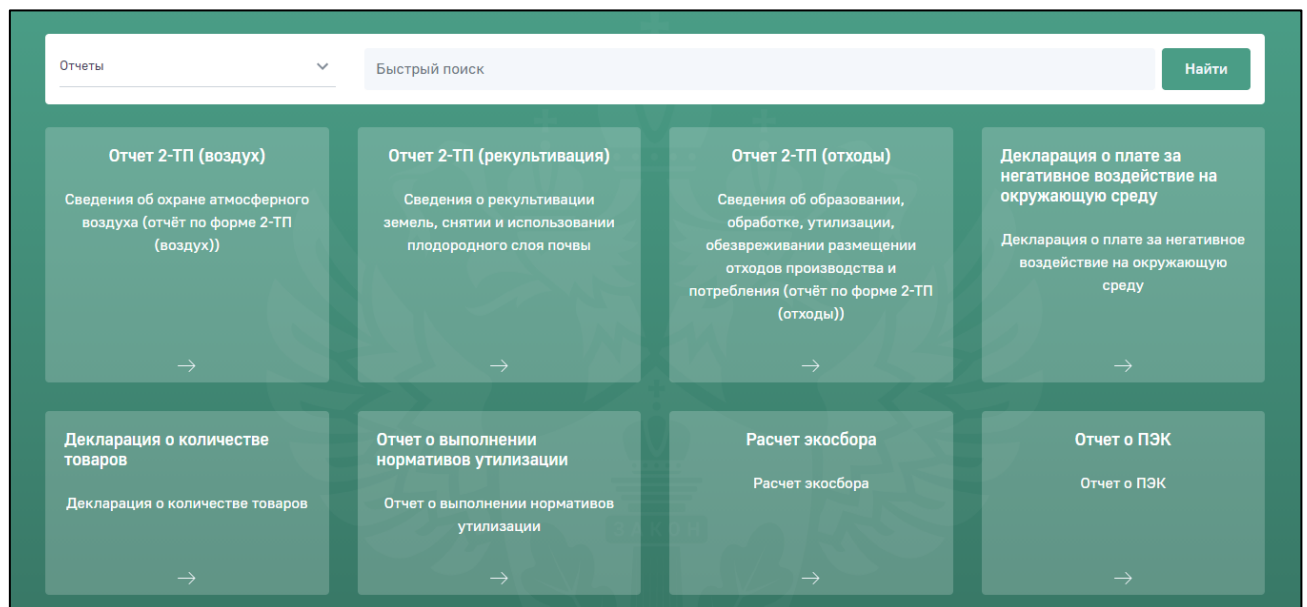 Отчеты
Быстрый поиск
Найти
Отчет 2-ТП (воздух)
Сведения об охране атмосферного
воздуха (отчёт по форме 2-ТП
(воздух))
Отчет 2-ТП (рекультивация)
Сведения о рекультивации
земель, снятии и использовании
плодородного слоя почвы
Отчет 2-ТП (отходы)
Сведения об образовании,
обработке, утилизации,
обезвреживании размещении
отходов производства и
потребления (отчёт по форме 2-ТП
(отходы))
Декларация о плате за
негативное воздействие на
окружающую среду
Декларация о плате за негативное
воздействие на окружающую
среду
Декларация о количестве
товаров
Декларация о количестве товаров
Отчет о выполнении
нормативов утилизации
Отчет о выполнении нормативов
утилизации
Расчет экосбора
Расчет экосбора
Отчет о ПЭК
Отчет о ПЭК
ЗАКОН